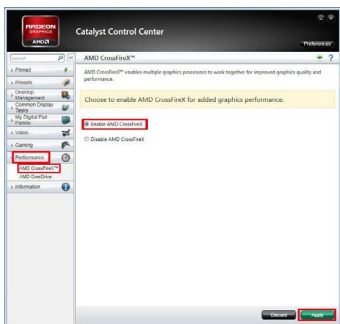 RADEON
GRAPHICS
AMD
Catalyst Control Center
Preferences
Search
AMD CrossFireX™
Pinned
Presets
Desktop
Management
Common Display
Tasks
My Digital Flat
Panels
Video
Gaming
Performance
AMD CrossFireX™
AMD OverDrive
Information
AMD CrossFireX™ enables multiple graphics processors to work together for improved graphics quality and
performance.
Choose to enable AMD CrossFireX for added graphics performance.
Enable AMD CrossFireX
Disable AMD CrossFireX
Discard
Apply